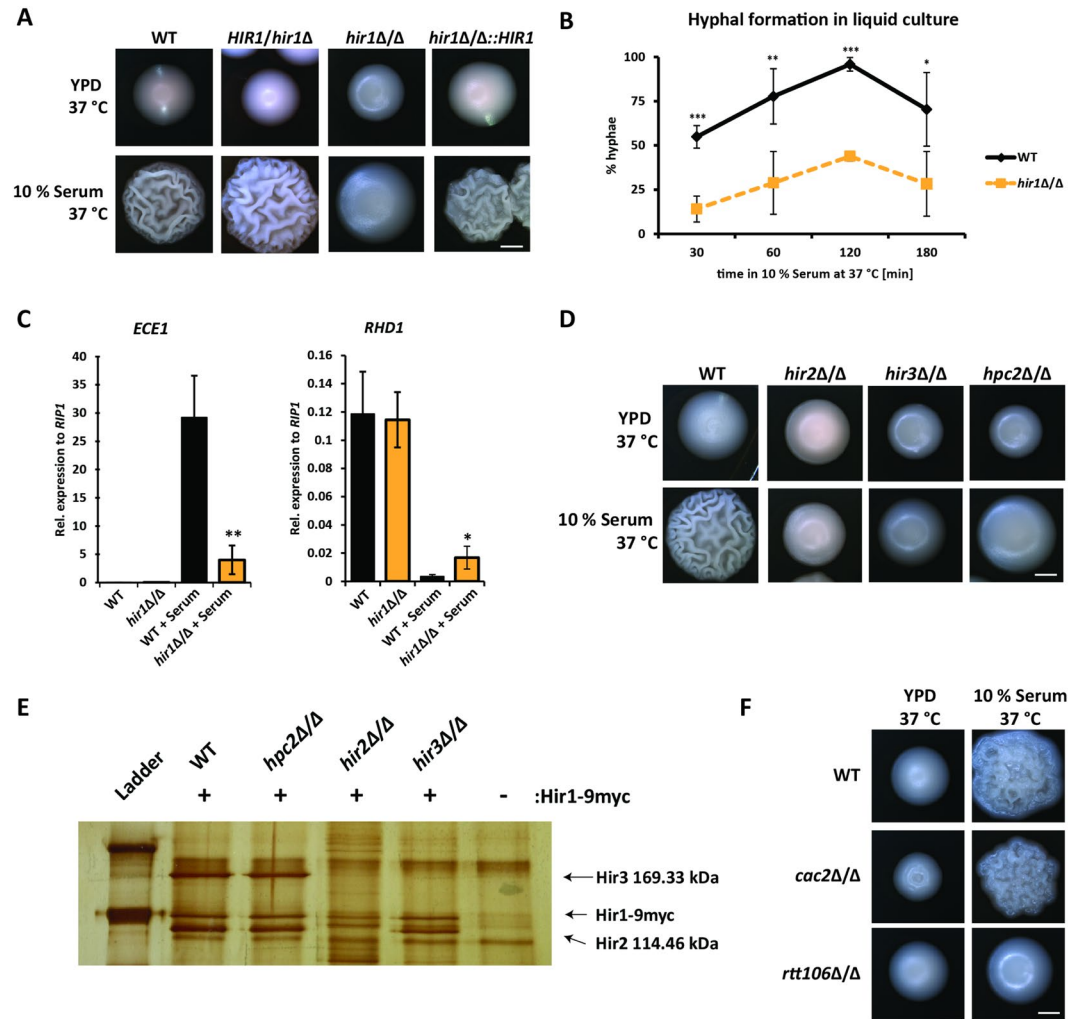 A
WT
HIR1/hir1Δ
hir1Δ/Δ
hir1Δ/Δ::HIR1
YPD
37 °C
10 % Serum
37 °C
B
Hyphal formation in liquid culture
100
75
50
25
0
% hyphae
***
**
***
*
30
60
120
180
time in 10 % Serum at 37 °C [min]
WT
hir1Δ/Δ
C
ECE1
40
35
30
25
20
15
10
5
0
Rel. expression to RIP1
**
WT
hir1Δ/Δ
WT + Serum
hir1Δ/Δ + Serum
RHD1
0.16
0.14
0.12
0.10
0.08
0.06
0.04
0.02
0
Rel. expression to RIP1
*
WT
hir1Δ/Δ
WT + Serum
hir1Δ/Δ + Serum
D
WT
hir2Δ/Δ
hir3Δ/Δ
hpc2Δ/Δ
YPD
37 °C
10 % Serum
37 °C
E
Ladder
WT
hpc2Δ/Δ
hir2Δ/Δ
hir3Δ/Δ
+ + + + - :Hir1-9myc
Hir3 169.33 kDa
Hir1-9myc
Hir2 114.46 kDa
F
YPD
37 °C
10 % Serum
37 °C
WT
cac2Δ/Δ
rtt106Δ/Δ